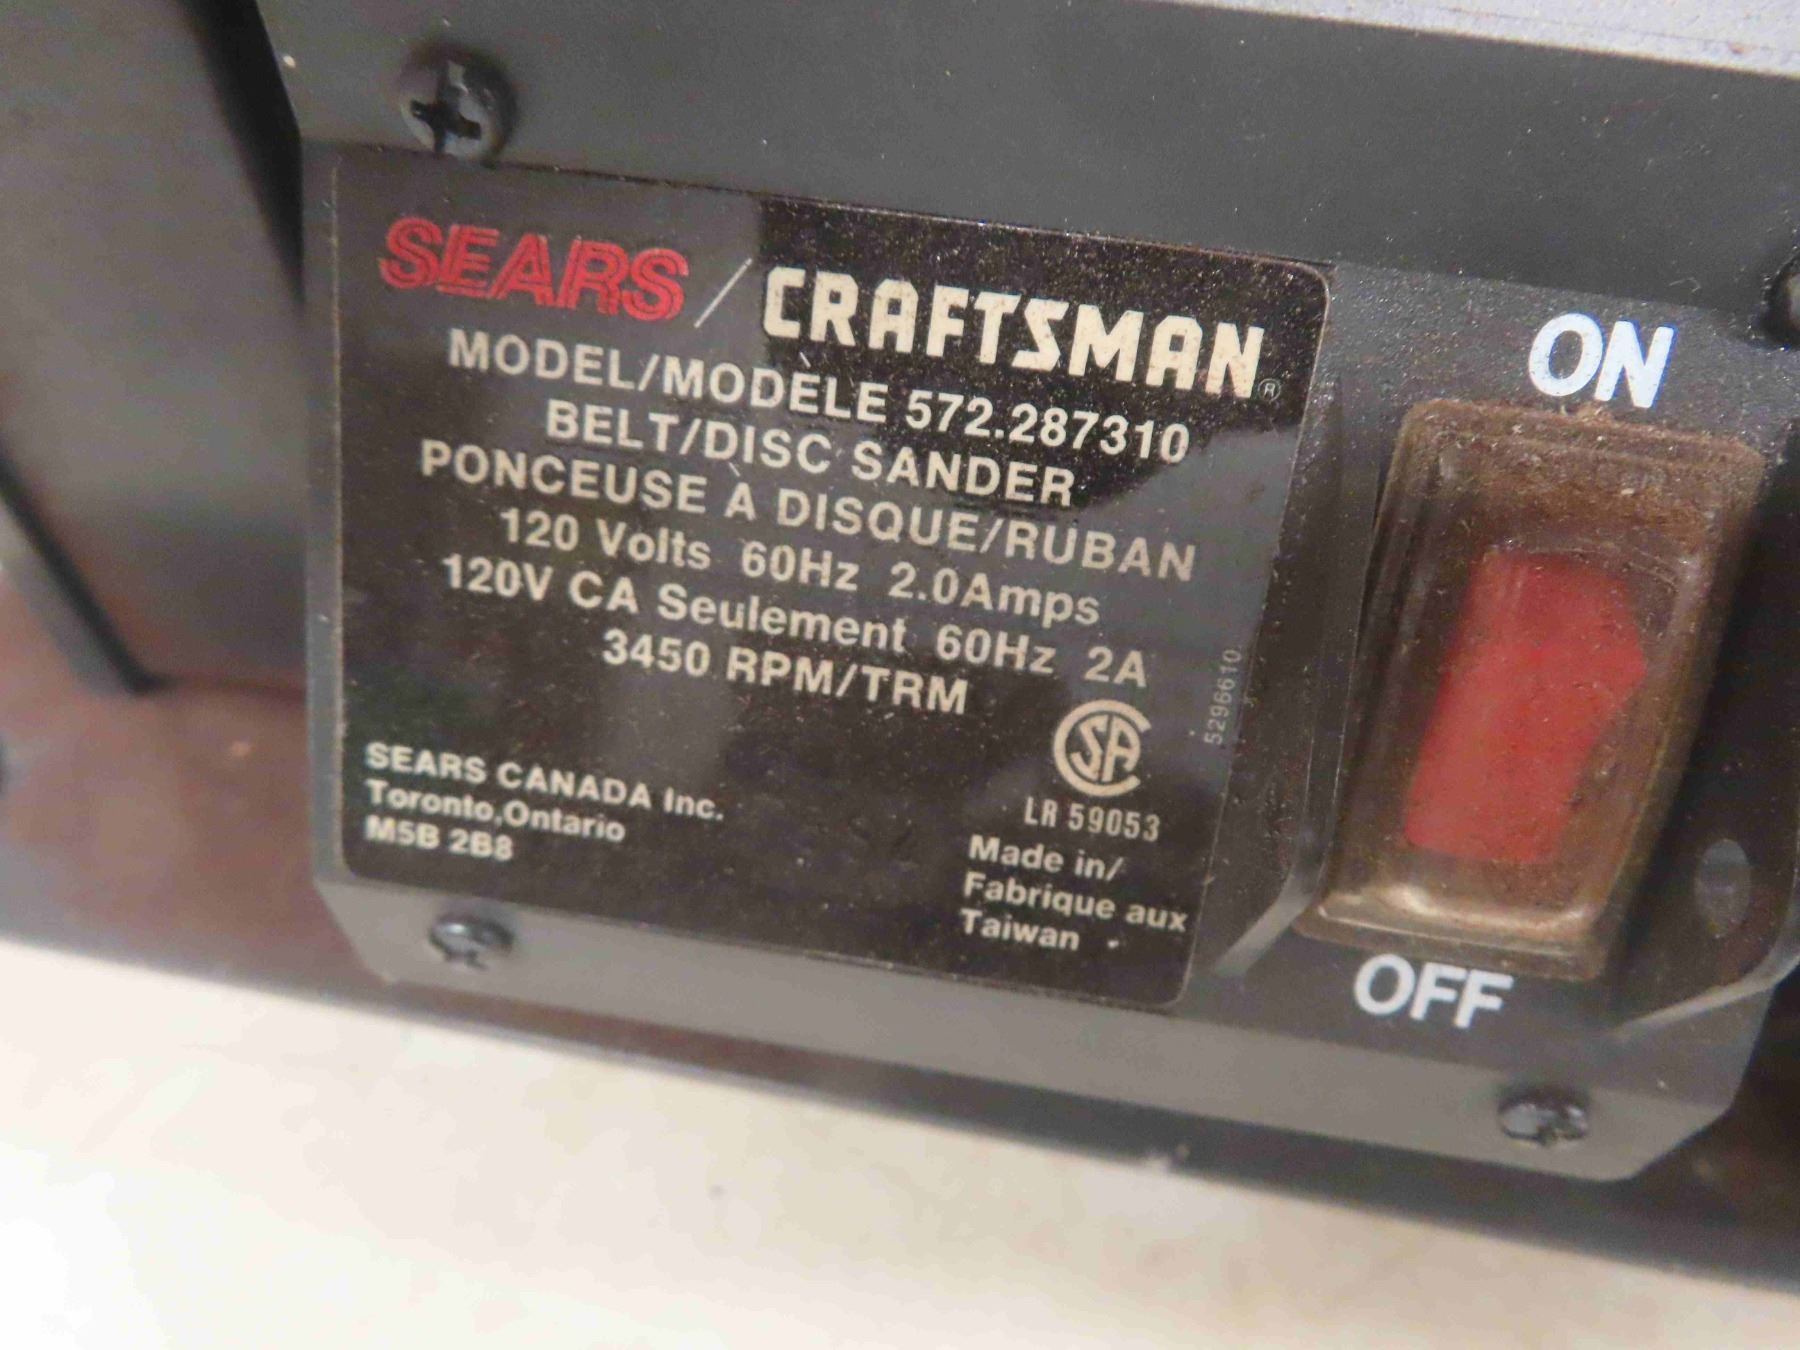 SEARS / CRAFTSMAN®
MODEL/MODÈLE 572.287310
BELT/DISC SANDER
PONCEUSE À DISQUE/RUBAN
120 Volts 60Hz 2.0Amps
120V CA Seulement 60Hz 2A
3450 RPM/TRM
SEARS CANADA Inc.
Toronto,Ontario
M5B 2B8
CSA
LR 59053
Made in/
Fabrique aux
Taiwan
5296610
ON
OFF